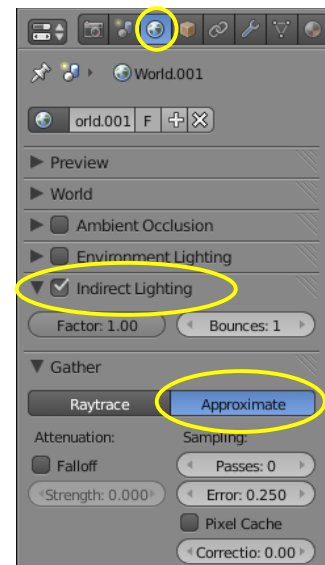 World.001
orld.001 F
Preview
World
Ambient Occlusion
Environment Lighting
Indirect Lighting
Factor: 1.00 Bounces: 1
Gather
Raytrace Approximate
Attenuation: Sampling:
Falloff Passes: 0
Strength: 0.000 Error: 0.250
Pixel Cache
Correctio: 0.00